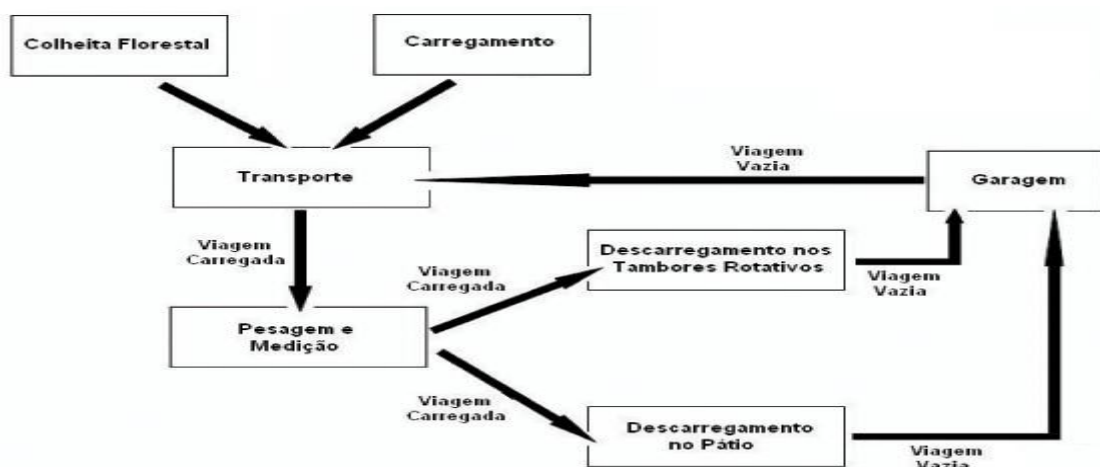 Colheita Florestal
Carregamento
Viagem
Vazia
Transporte
Garagem
Viagem
Carregada
Descarregamento nos
Tambores Rotativos
Viagem
Carregada
Viagem
Vazia
Pesagem e
Medição
Viagem
Carregada
Descarregamento
no Pátio
Viagem
Vazia